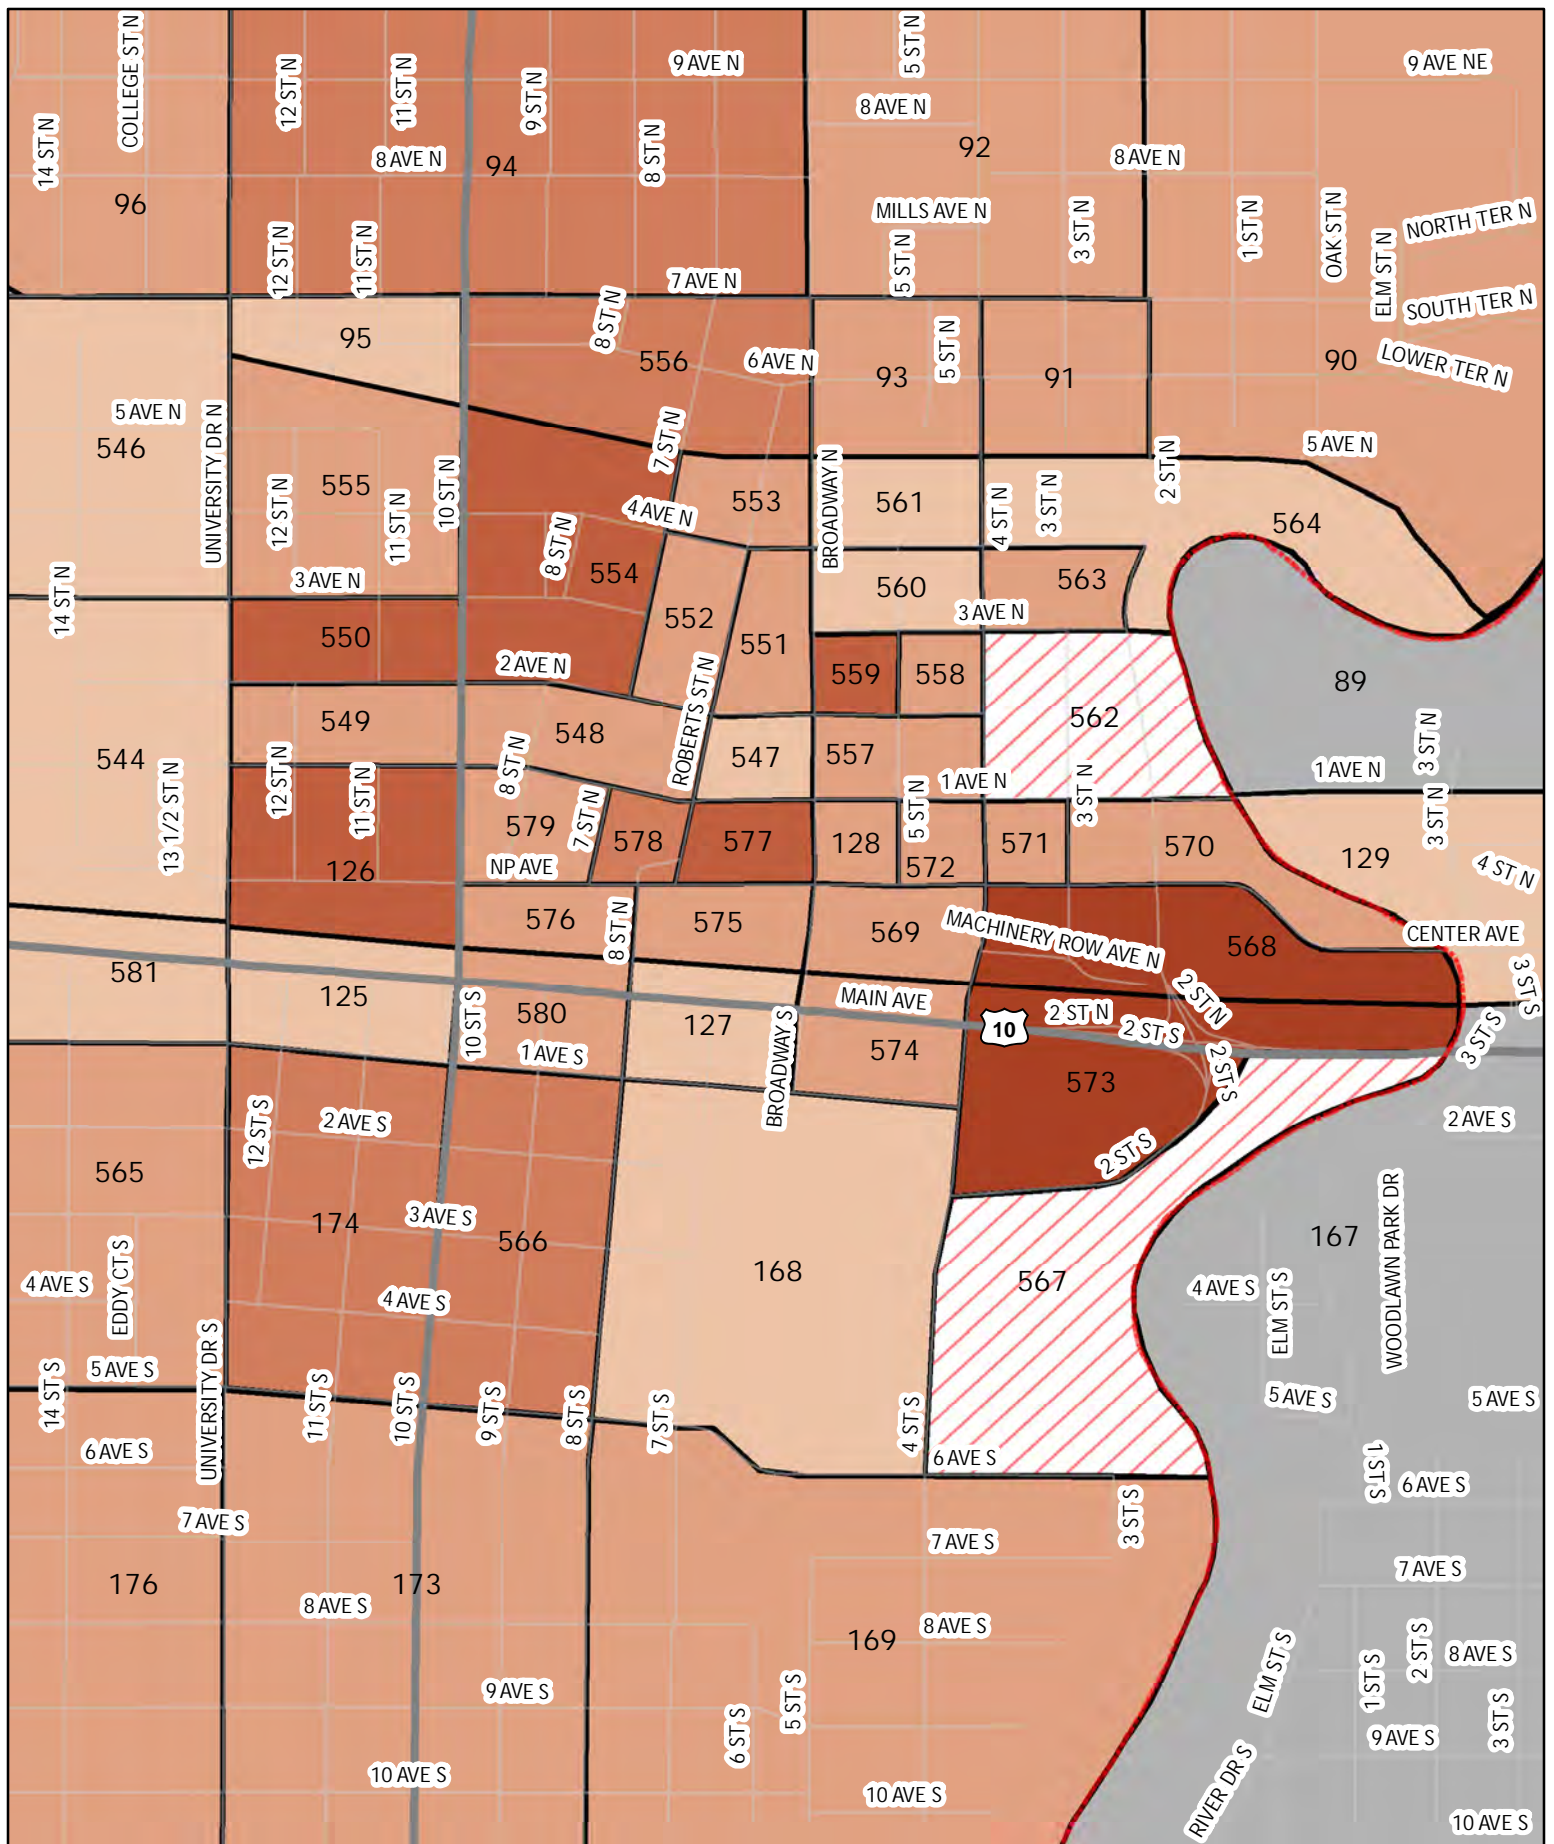 COLLEGE ST N
5 ST N
9 AVE N
9 AVE NE
12 ST N
11 ST N
9 ST N
8 AVE N
14 ST N
8 ST N
8 AVE N
94
92
8 AVE N
96
MILLS AVE N
3 ST N
1 ST N
OAK ST N
NORTH TER N
12 ST N
11 ST N
5 ST N
ELM ST N
7 AVE N
SOUTH TER N
8 ST N
95
556
6 AVE N
93
5 ST N
91
90
LOWER TER N
5 AVE N
546
UNIVERSITY DR N
7 ST N
5 AVE N
555
12 ST N
11 ST N
10 ST N
553
BROADWAY N
561
4 ST N
3 ST N
2 ST N
4 AVE N
564
8 ST N
554
3 AVE N
560
563
14 ST N
3 AVE N
550
552
551
2 AVE N
559
558
ROBERTS ST N
89
562
549
548
544
547
557
3 ST N
12 ST N
8 ST N
1 AVE N
1 AVE N
13 1/2 ST N
11 ST N
7 ST N
5 ST N
3 ST N
3 ST N
579
578
577
128
571
570
129
126
NP AVE
572
4 ST N
576
8 ST N
575
569
MACHINERY ROW AVE N
568
CENTER AVE
581
125
10 ST S
580
127
MAIN AVE
2 ST N
3 ST S
BROADWAY S
10
2 ST N
2 ST S
3 ST S
1 AVE S
574
573
2 ST S
2 AVE S
12 ST S
2 AVE S
2 ST S
565
174
3 AVE S
566
168
567
167
WOODLAWN PARK DR
4 AVE S
EDDY CT S
4 AVE S
4 AVE S
ELM ST S
5 AVE S
14 ST S
UNIVERSITY DR S
11 ST S
10 ST S
9 ST S
8 ST S
7 ST S
4 ST S
5 AVE S
5 AVE S
6 AVE S
6 AVE S
1 ST S
6 AVE S
7 AVE S
3 ST S
7 AVE S
7 AVE S
176
173
8 AVE S
169
8 AVE S
ELM ST S
2 ST S
8 AVE S
9 AVE S
5 ST S
1 ST S
6 ST S
3 ST S
9 AVE S
10 AVE S
RIVER DR S
10 AVE S
10 AVE S